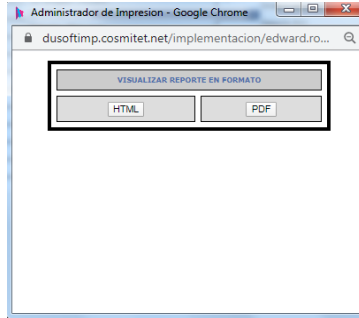 Administrador de Impresion - Google Chrome
dusoftimp.cosmitet.net/implementacion/edward.ro...
VISUALIZAR REPORTE EN FORMATO
HTML PDF